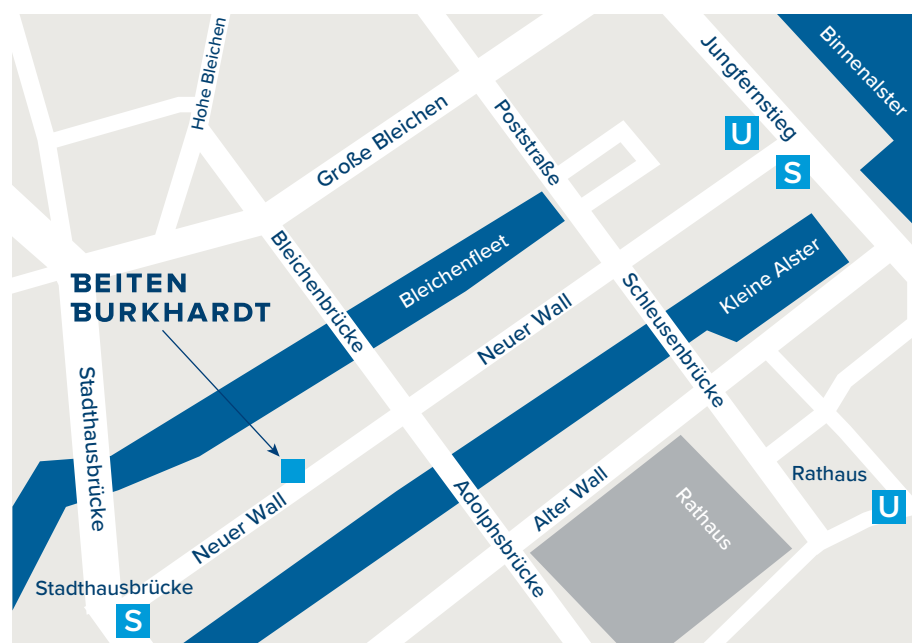 Binnenalster
Jungfernstieg
Hohe Bleichen
Große Bleichen
Poststraße
U
S
Bleichenbrücke
Bleichenfleet
Kleine Alster
BEITEN
BURKHARDT
Neuer Wall
Schleusenbrücke
Stadthausbrücke
Rathaus
U
Alter Wall
Rathaus
Adolphsbrücke
Neuer Wall
Stadthausbrücke
S